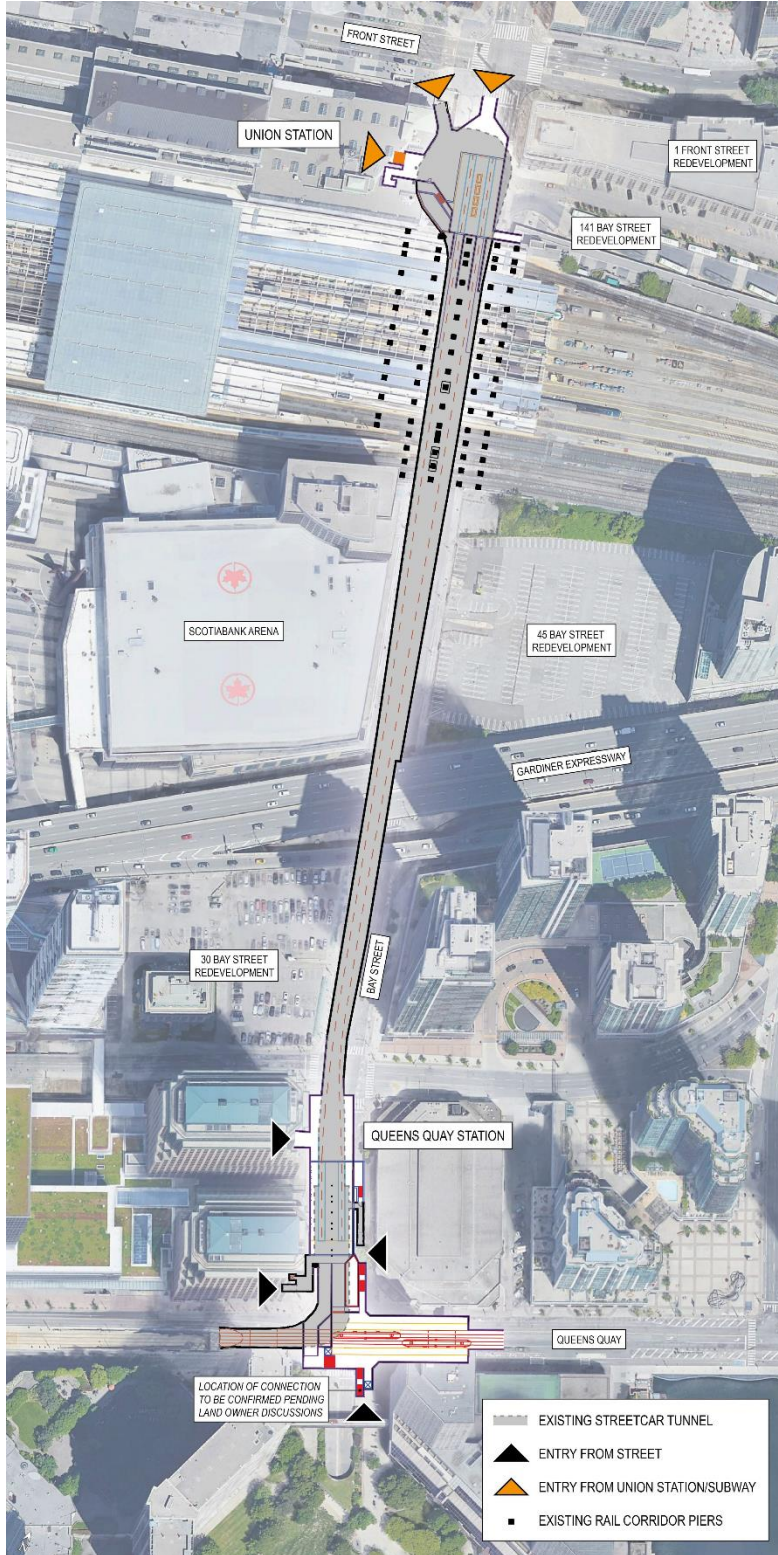 FRONT STREET
UNION STATION
1 FRONT STREET
REDEVELOPMENT
141 BAY STREET
REDEVELOPMENT
SCOTIABANK ARENA
45 BAY STREET
REDEVELOPMENT
GARDINER EXPRESSWAY
30 BAY STREET
REDEVELOPMENT
BAY STREET
QUEENS QUAY STATION
QUEENS QUAY
LOCATION OF CONNECTION
TO BE CONFIRMED PENDING
LAND OWNER DISCUSSIONS
EXISTING STREETCAR TUNNEL
ENTRY FROM STREET
ENTRY FROM UNION STATION/SUBWAY
EXISTING RAIL CORRIDOR PIERS